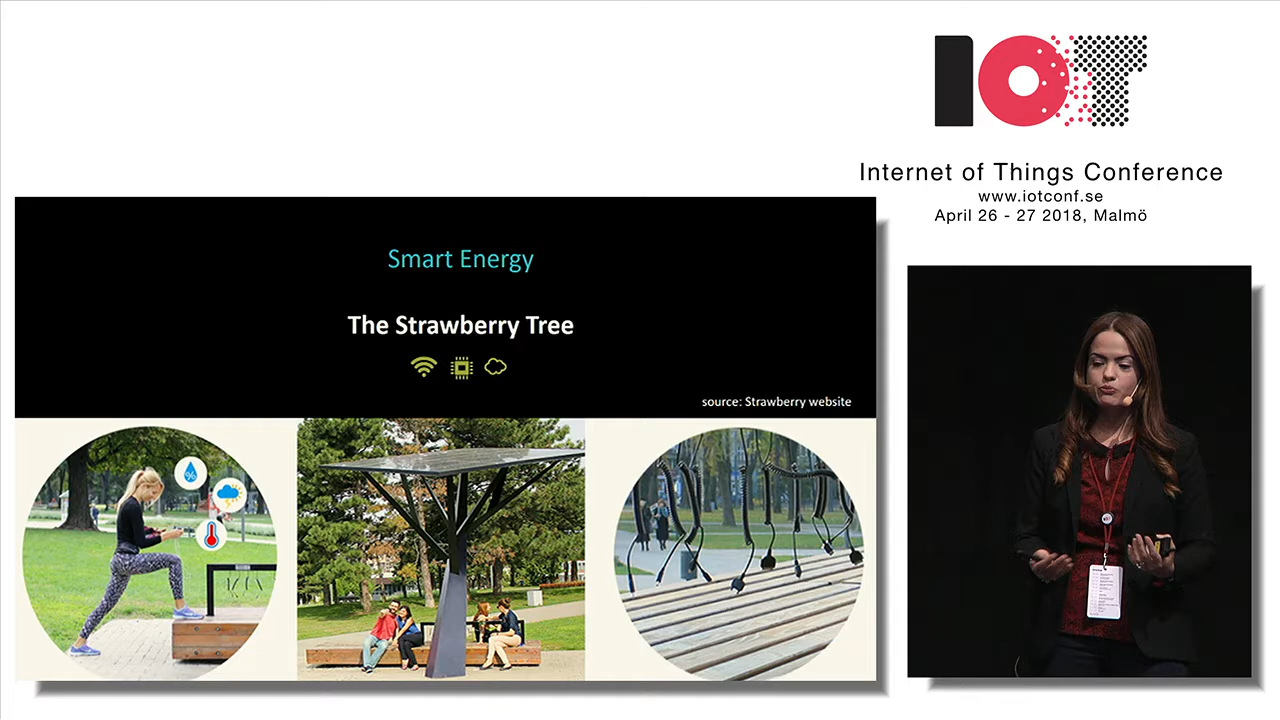 IOT
Internet of Things Conference
www.iotconf.se
April 26 - 27 2018, Malmö
Smart Energy
The Strawberry Tree
source: Strawberry website
%